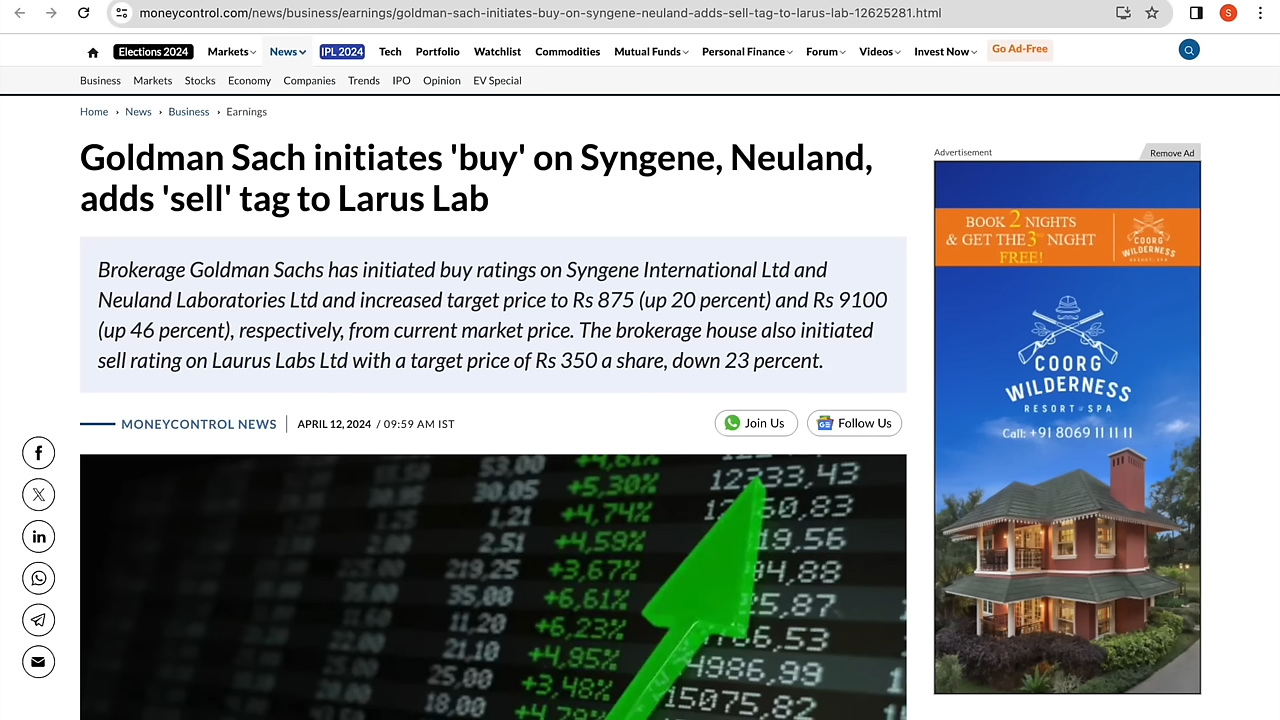 moneycontrol.com/news/business/earnings/goldman-sach-initiates-buy-on-syngene-neuland-adds-sell-tag-to-larus-lab-12625281.html
S
Elections 2024 Markets News IPL 2024 Tech Portfolio Watchlist Commodities Mutual Funds Personal Finance Forum Videos Invest Now Go Ad-Free
Business Markets Stocks Economy Companies Trends IPO Opinion EV Special
Home › News › Business › Earnings
Goldman Sach initiates 'buy' on Syngene, Neuland,
adds 'sell' tag to Larus Lab
Brokerage Goldman Sachs has initiated buy ratings on Syngene International Ltd and
Neuland Laboratories Ltd and increased target price to Rs 875 (up 20 percent) and Rs 9100
(up 46 percent), respectively, from current market price. The brokerage house also initiated
sell rating on Laurus Labs Ltd with a target price of Rs 350 a share, down 23 percent.
MONEYCONTROL NEWS APRIL 12, 2024 / 09:59 AM IST
Join Us Follow Us
53,00 +4,61%
30,05 +5,30% 12333,43
1,21 +4,74%
2,51 +4,59% 19,56
219,25 +3,67%
35,00 +6,61%
11,20 +6,23%
21,10 +4,95% 4986,99
25,00 +3,48% 15075,82
18,00
Advertisement Remove Ad
BOOK 2 NIGHTS
& GET THE 3RD NIGHT
FREE!
COORG
WILDERNESS
COORG
WILDERNESS
RESORT & SPA
Call: +91 8069 11 11 11